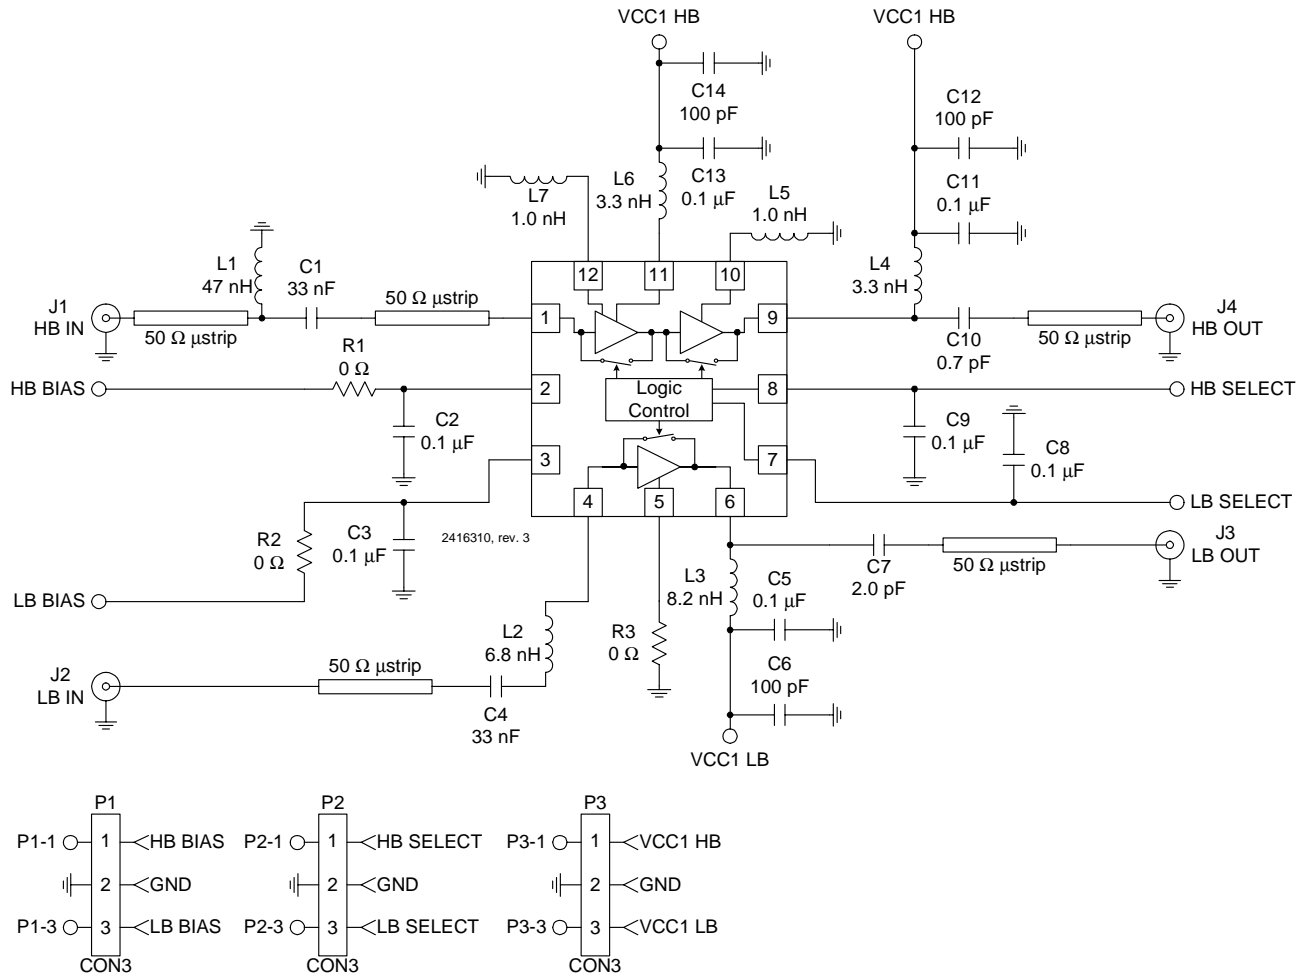 VCC1 HB
VCC1 HB
C14
100 pF
C12
100 pF
C13
0.1 µF
C11
0.1 µF
L7
1.0 nH
L6
3.3 nH
L5
1.0 nH
L1
47 nH
C1
33 nF
L4
3.3 nH
12
11
10
J1
HB IN
50 Ω µstrip
50 Ω µstrip
1
9
C10
0.7 pF
50 Ω µstrip
J4
HB OUT
R1
0 Ω
HB BIAS
2
Logic
Control
8
HB SELECT
C2
0.1 µF
C9
0.1 µF
C8
0.1 µF
3
7
4
5
6
LB SELECT
R2
0 Ω
C3
0.1 µF
2416310, rev. 3
J3
LB OUT
C7
2.0 pF
50 Ω µstrip
LB BIAS
L3
8.2 nH
C5
0.1 µF
L2
6.8 nH
R3
0 Ω
J2
LB IN
50 Ω µstrip
C4
33 nF
C6
100 pF
VCC1 LB
P1
P1-1
1
HB BIAS
2
GND
P1-3
3
LB BIAS
CON3
P2
P2-1
1
HB SELECT
2
GND
P2-3
3
LB SELECT
CON3
P3
P3-1
1
VCC1 HB
2
GND
P3-3
3
VCC1 LB
CON3